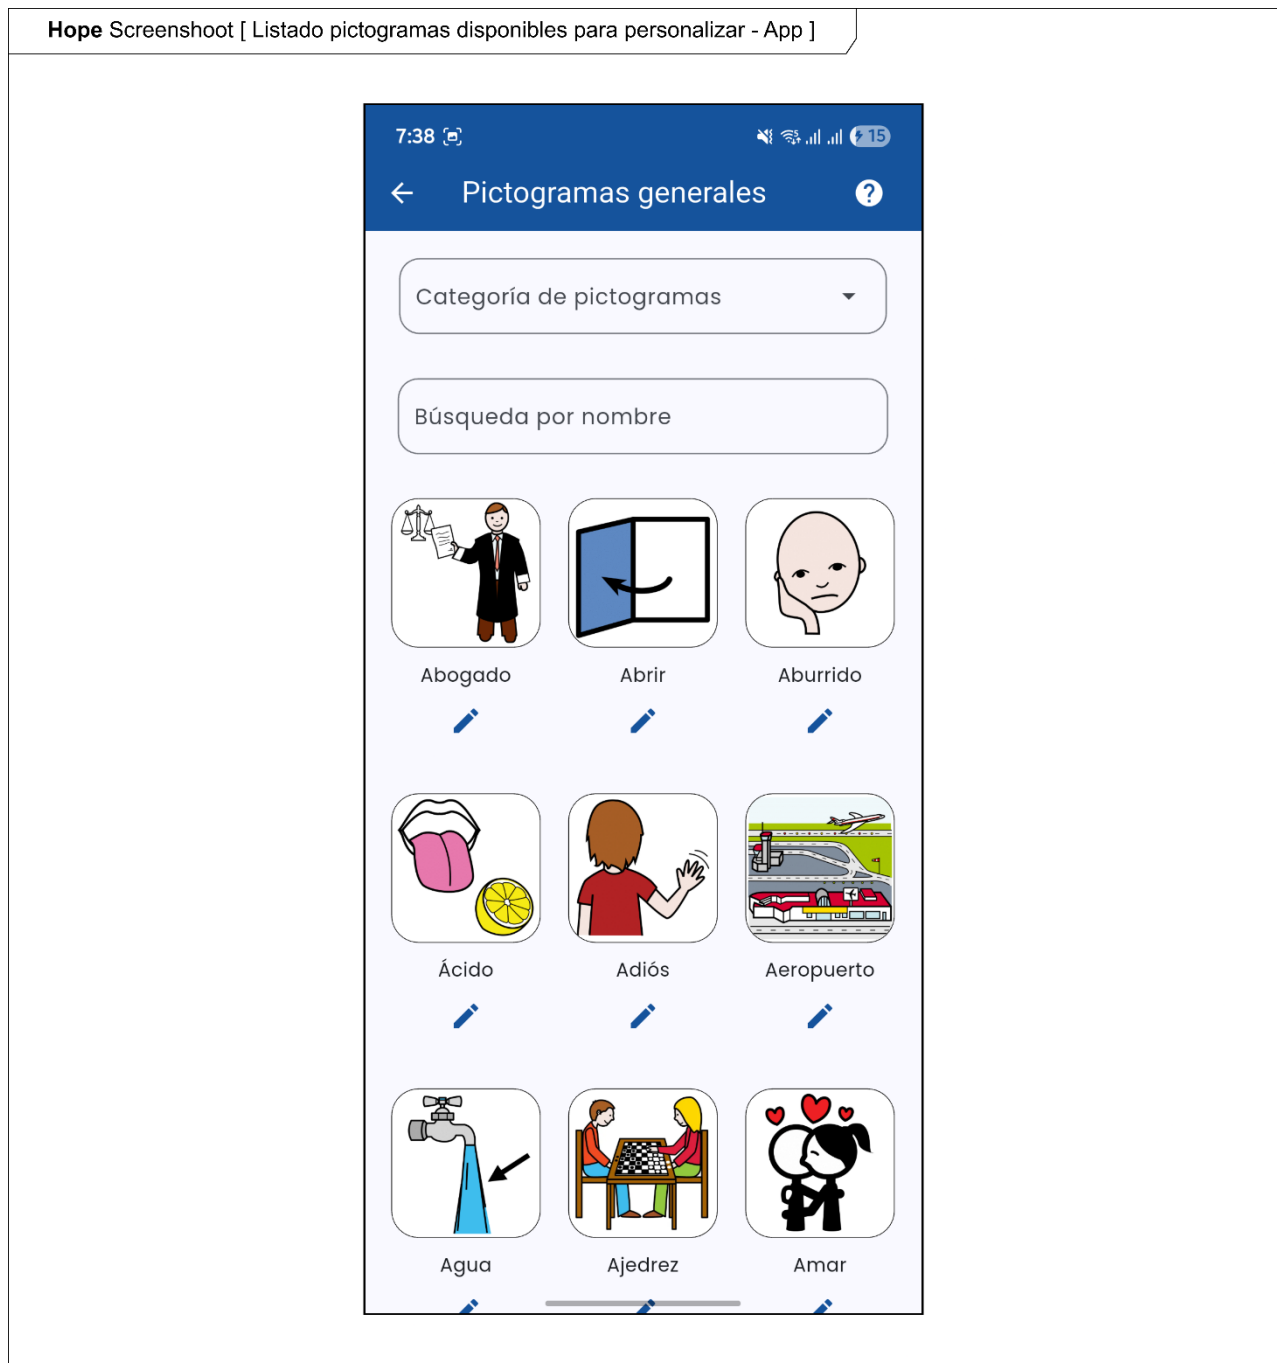 Hope Screenshoot [ Listado pictogramas disponibles para personalizar - App ]
7:38 15
Pictogramas generales ?
Categoría de pictogramas
Búsqueda por nombre
Abogado Abrir Aburrido
Ácido Adiós Aeropuerto
Agua Ajedrez Amar